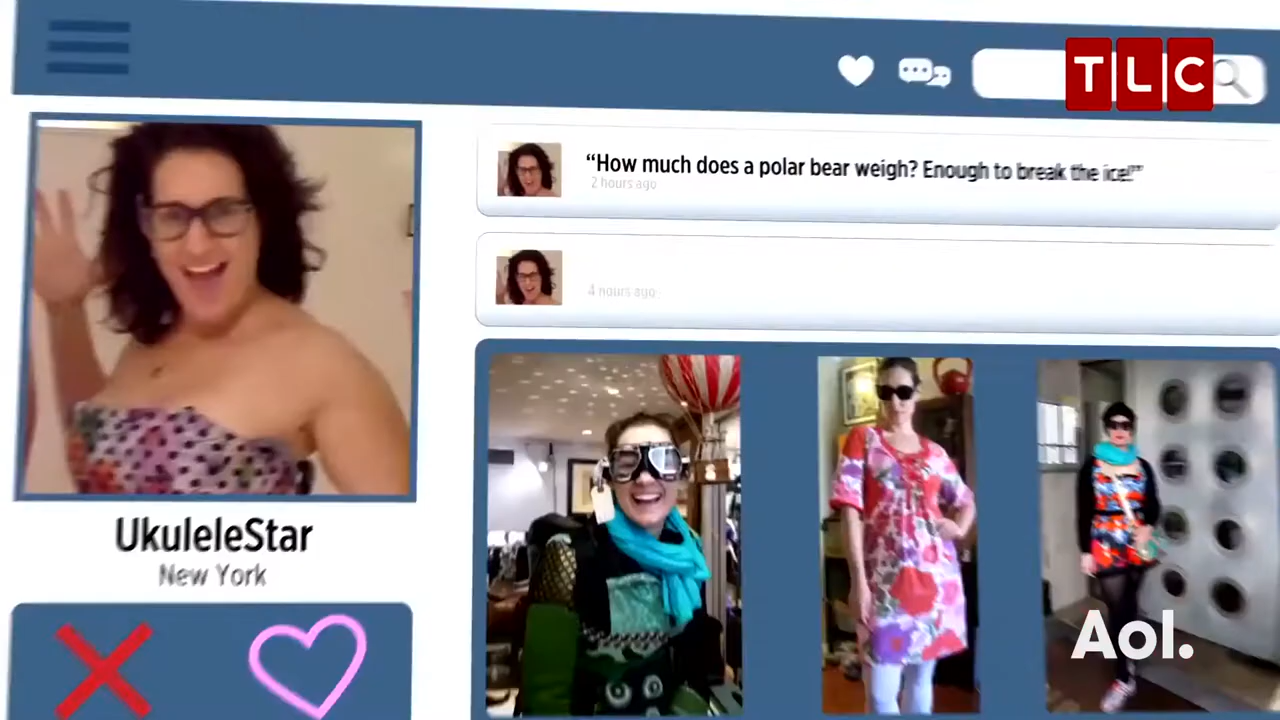 TLC
"How much does a polar bear weigh? Enough to break the ice!"
2 hours ago
4 hours ago
UkuleleStar
New York
Aol.